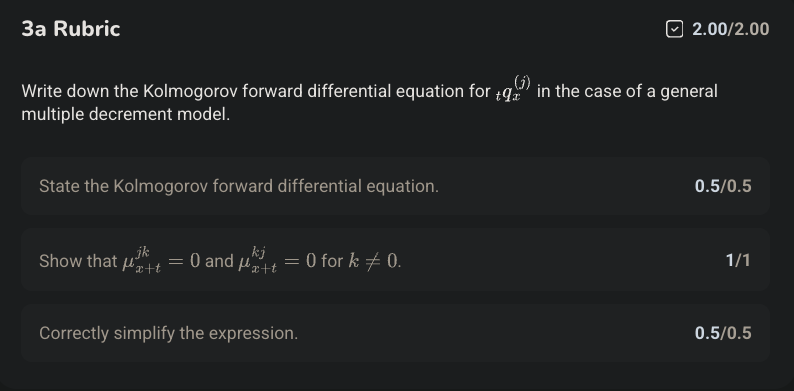 3a Rubric 2.00/2.00
Write down the Kolmogorov forward differential equation for $_{t}q_{x}^{(j)}$ in the case of a general
multiple decrement model.
State the Kolmogorov forward differential equation. 0.5/0.5
Show that $\mu_{x+t}^{jk} = 0$ and $\mu_{x+t}^{kj} = 0$ for $k \neq 0$. 1/1
Correctly simplify the expression. 0.5/0.5